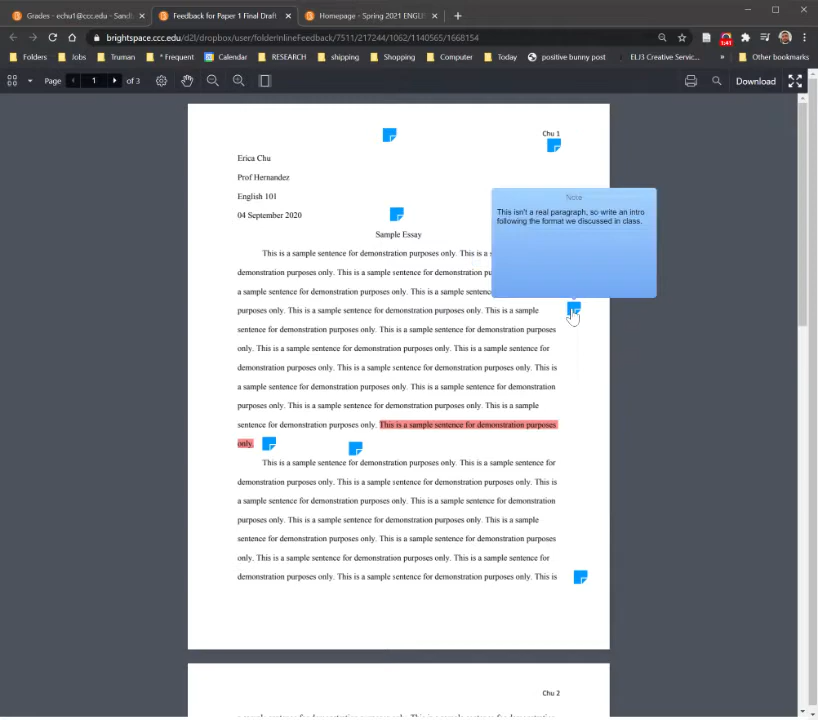 Grades - echu1@ccc.edu - Sand
Feedback for Paper 1 Final Draft
Homepage - Spring 2021 ENGL
brightspace.ccc.edu/d2l/dropbox/user/folderInlineFeedback/7511/217244/1062/1140565/1668154
1:41
Folders Jobs Truman * Frequent Calendar RESEARCH shipping Shopping Computer Today positive bunny post ELJ3 Creative Servic... » Other bookmarks
Page 1 of 3 Download
Chu 1
Erica Chu
Prof Hernandez
English 101
04 September 2020
Sample Essay
Note
This isn't a real paragraph, so write an intro
following the format we discussed in class.
This is a sample sentence for demonstration purposes only. This is a s
demonstration purposes only. This is a sample sentence for demonstration pu
a sample sentence for demonstration purposes only. This is a sample sentenc
purposes only. This is a sample sentence for demonstration purposes only. This is a sample
sentence for demonstration purposes only. This is a sample sentence for demonstration purposes
only. This is a sample sentence for demonstration purposes only. This is a sample sentence for
demonstration purposes only. This is a sample sentence for demonstration purposes only. This is
a sample sentence for demonstration purposes only. This is a sample sentence for demonstration
purposes only. This is a sample sentence for demonstration purposes only. This is a sample
sentence for demonstration purposes only. This is a sample sentence for demonstration purposes
only.
This is a sample sentence for demonstration purposes only. This is a sample sentence for
demonstration purposes only. This is a sample sentence for demonstration purposes only. This is
a sample sentence for demonstration purposes only. This is a sample sentence for demonstration
purposes only. This is a sample sentence for demonstration purposes only. This is a sample
sentence for demonstration purposes only. This is a sample sentence for demonstration purposes
only. This is a sample sentence for demonstration purposes only. This is a sample sentence for
demonstration purposes only. This is a sample sentence for demonstration purposes only. This is
Chu 2